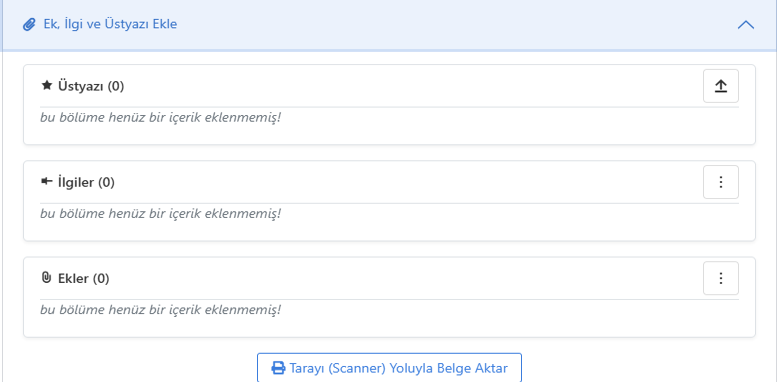 Ek, İlgi ve Üstyazı Ekle
Üstyazı (0)
bu bölüme henüz bir içerik eklenmemiş!
İlgiler (0)
bu bölüme henüz bir içerik eklenmemiş!
Ekler (0)
bu bölüme henüz bir içerik eklenmemiş!
Tarayı (Scanner) Yoluyla Belge Aktar